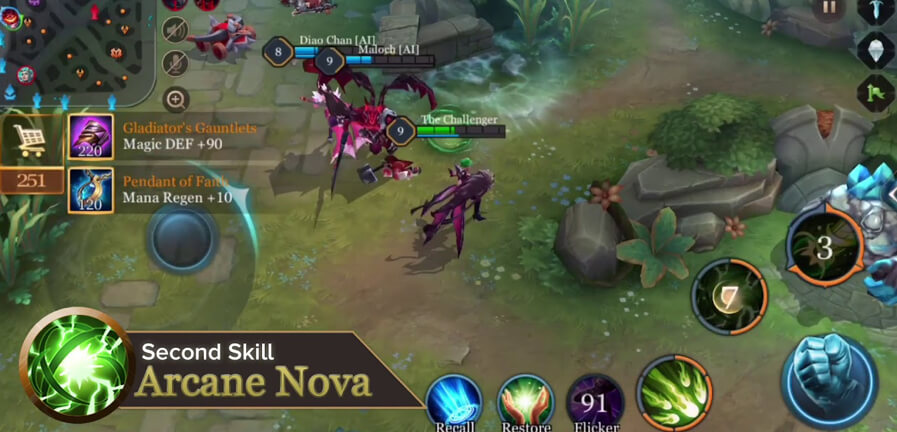 Diao Chan [AI]
8
Maloch [AI]
9
The Challenger
9
Gladiator's Gauntlets
Magic DEF +90
220
251
Pendant of Faith
Mana Regen +10
120
3
7
Second Skill
Arcane Nova
91
Recall
Restore
Flicker